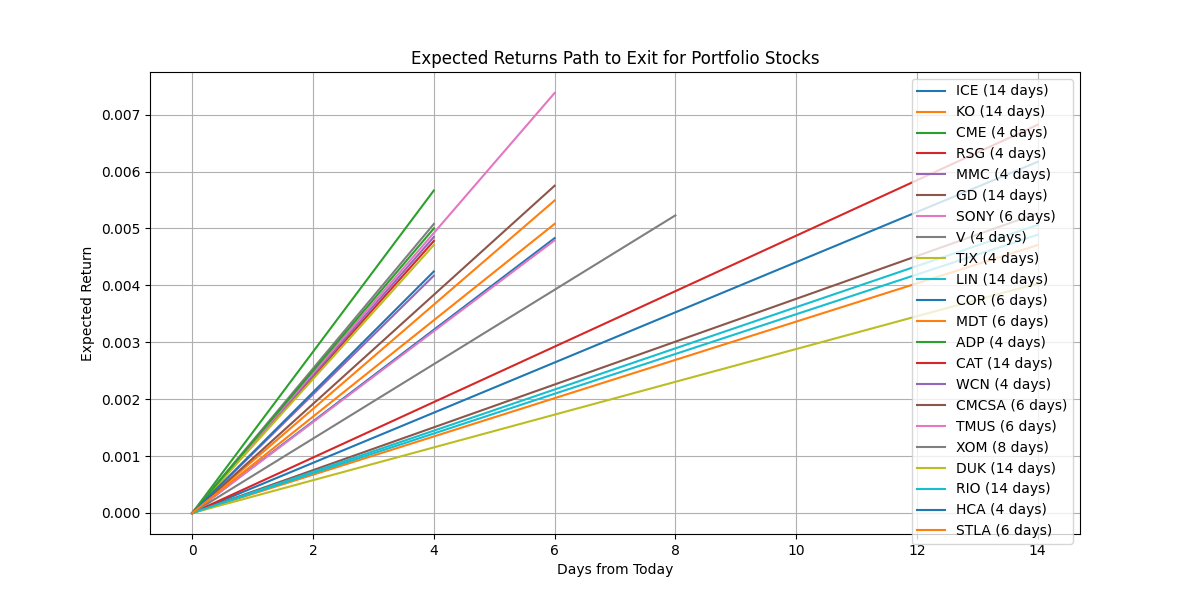 Expected Returns Path to Exit for Portfolio Stocks
Expected Return
0.007
0.006
0.005
0.004
0.003
0.002
0.001
0.000
ICE (14 days)
KO (14 days)
CME (4 days)
RSG (4 days)
MMC (4 days)
GD (14 days)
SONY (6 days)
V (4 days)
TJX (4 days)
LIN (14 days)
COR (6 days)
MDT (6 days)
ADP (4 days)
CAT (14 days)
WCN (4 days)
CMCSA (6 days)
TMUS (6 days)
XOM (8 days)
DUK (14 days)
RIO (14 days)
HCA (4 days)
STLA (6 days)
0 2 4 6 8 10 12 14
Days from Today